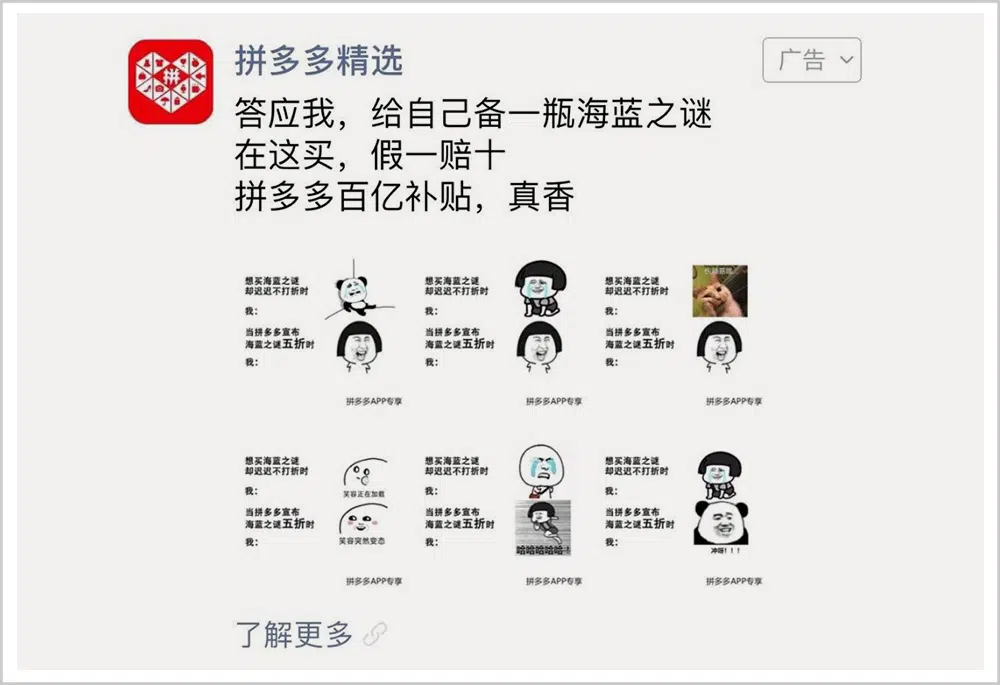 拼
拼多多精选
广告
答应我，给自己备一瓶海蓝之谜
在这买，假一赔十
拼多多百亿补贴，真香
想买海蓝之谜
却迟迟不打折时
我：
当拼多多宣布
海蓝之谜五折时
我：
拼多多APP专享
想买海蓝之谜
却迟迟不打折时
我：
当拼多多宣布
海蓝之谜五折时
我：
拼多多APP专享
想买海蓝之谜
却迟迟不打折时
我：
当拼多多宣布
海蓝之谜五折时
我：
拼多多APP专享
想买海蓝之谜
却迟迟不打折时
我：
笑容正在加载
当拼多多宣布
海蓝之谜五折时
我：
笑容突然变态
拼多多APP专享
想买海蓝之谜
却迟迟不打折时
我：
当拼多多宣布
海蓝之谜五折时
我：
哈哈哈哈哈！
拼多多APP专享
想买海蓝之谜
却迟迟不打折时
我：
当拼多多宣布
海蓝之谜五折时
我：
冲呀！！！
拼多多APP专享
了解更多